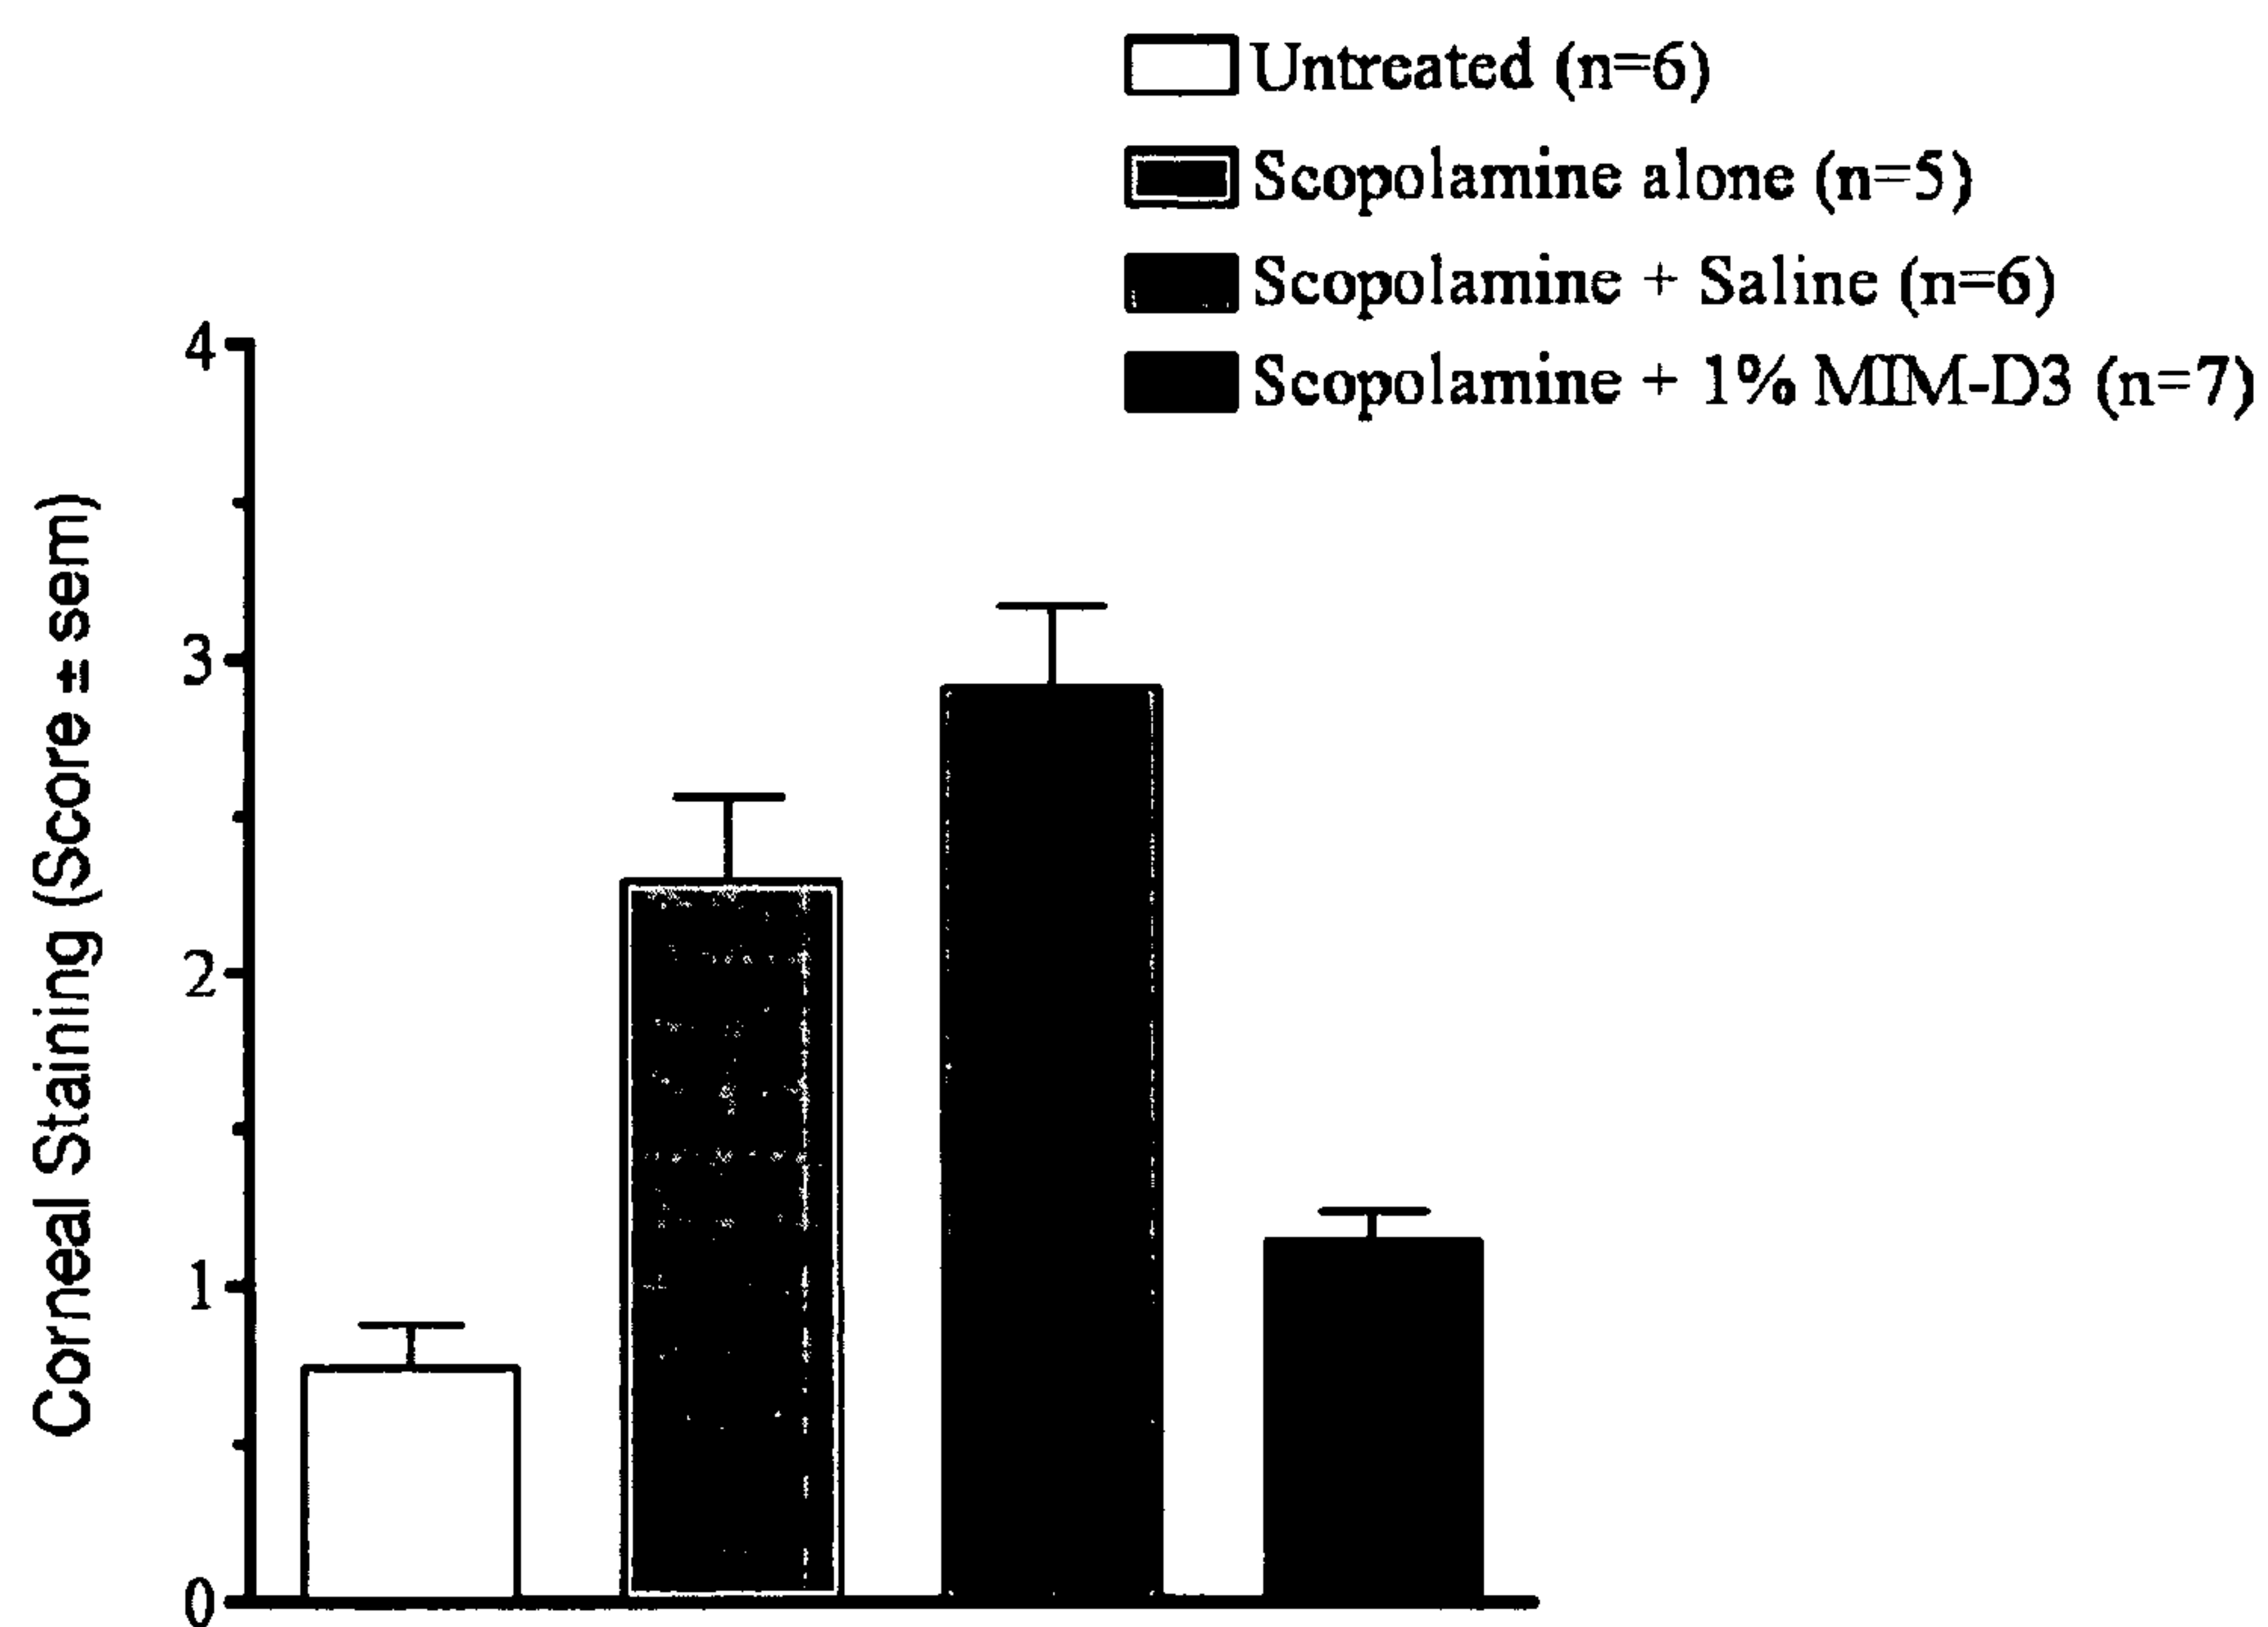 Untreated (n=6)
Scopolamine alone (n=5)
Scopolamine + Saline (n=6)
Scopolamine + 1% MIM-D3 (n=7)
Corneal Staining (Score ± sem)
4
3
2
1
0